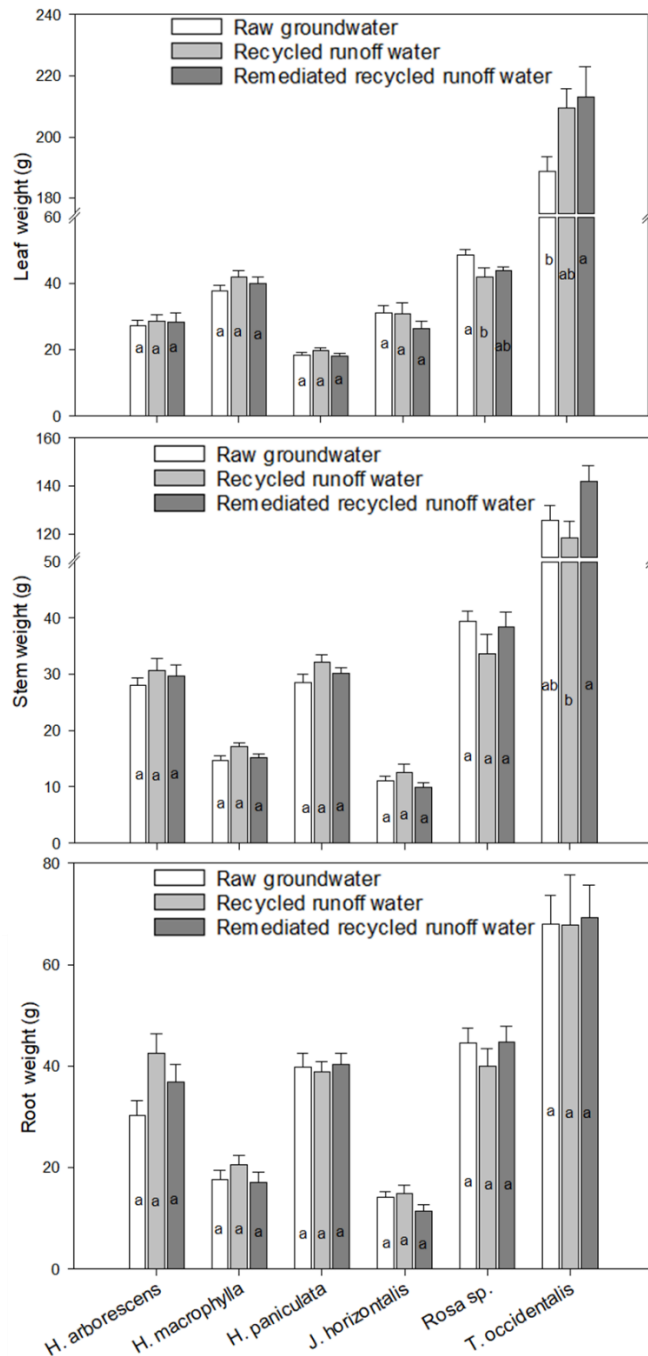 220
200
180
60
40
20
0
Leaf weight (g)
Raw groundwater
Recycled runoff water
Remediated recycled runoff water
a a a
a a a
a a a
a a a
a b ab
b ab a
160
140
120
50
40
30
20
10
0
Stem weight (g)
Raw groundwater
Recycled runoff water
Remediated recycled runoff water
a a a
a a a
a a a
a a a
a a a
ab b a
80
60
40
20
0
Root weight (g)
Raw groundwater
Recycled runoff water
Remediated recycled runoff water
a a a
a a a
a a a
a a a
a a a
a a a
H. arborescens
H. macrophylla
H. paniculata
J. horizontalis
Rosa sp.
T. occidentalis